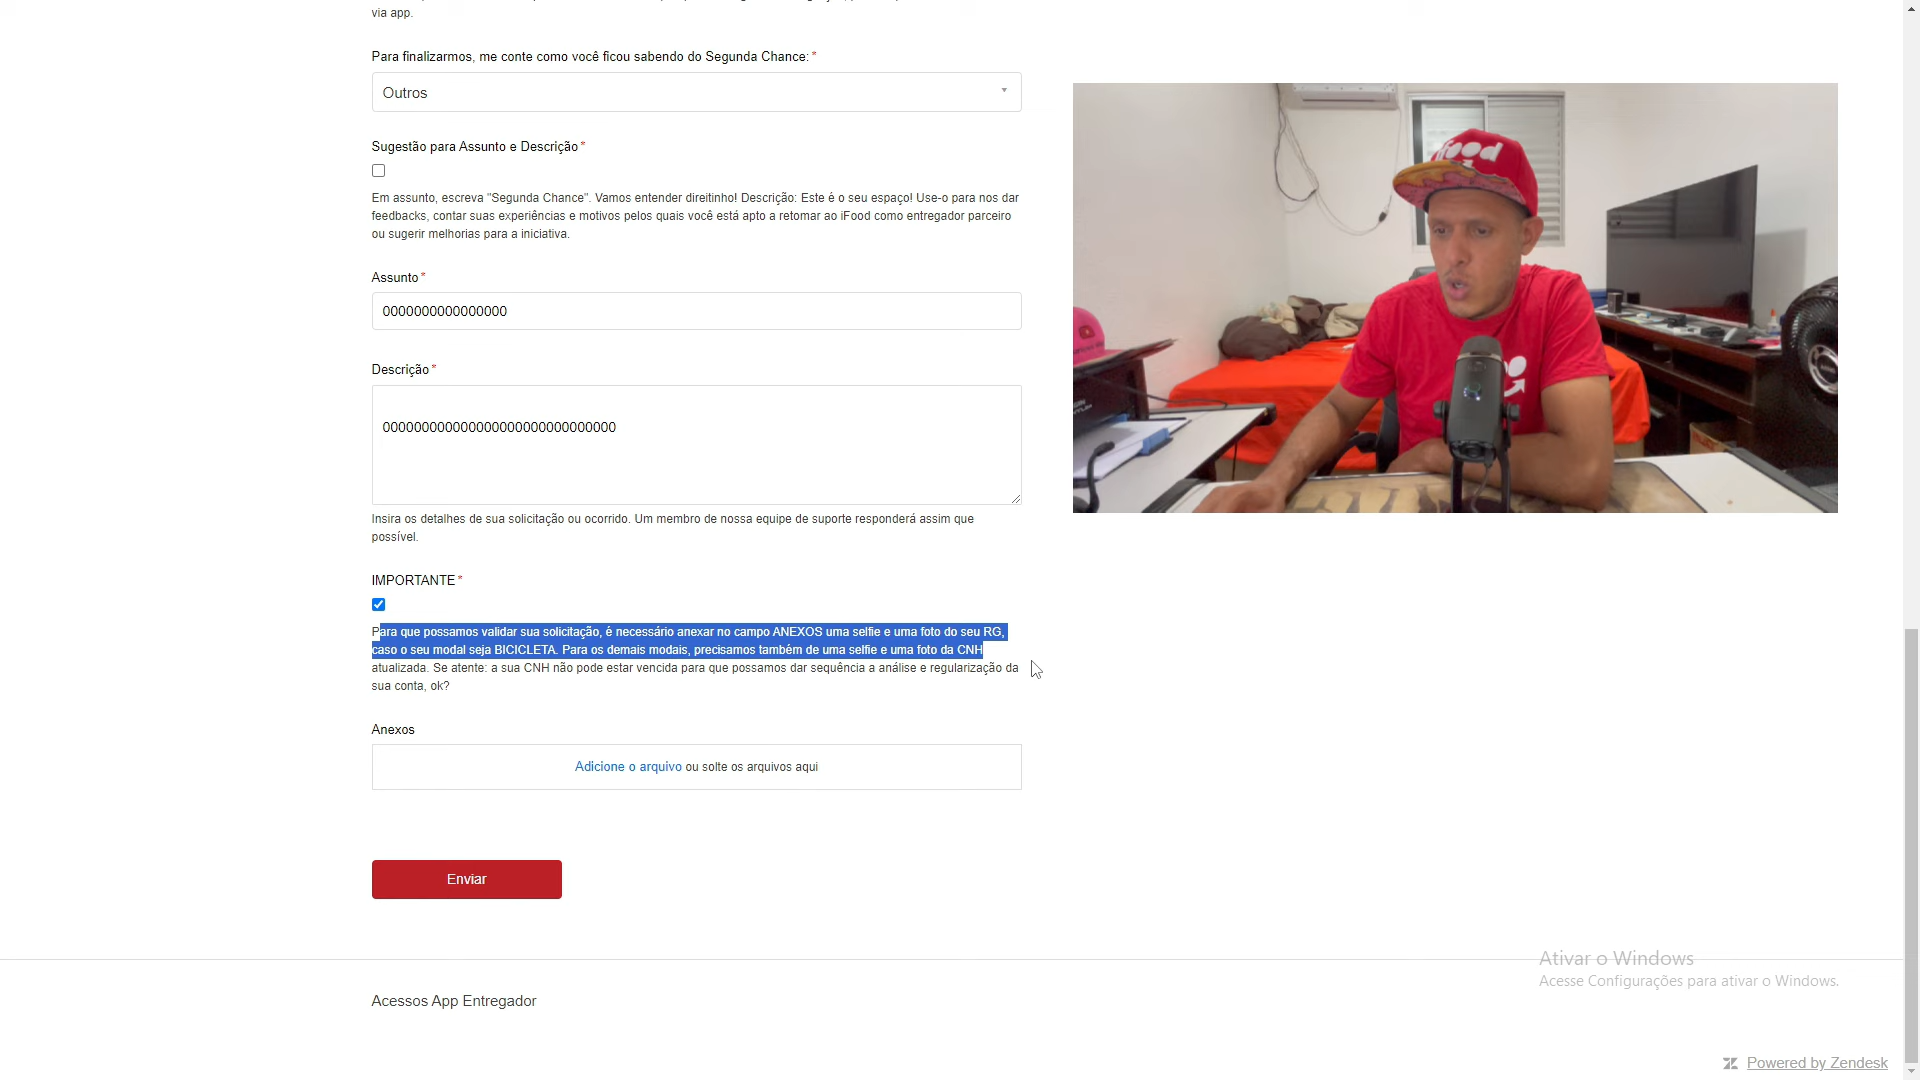 via app.
Para finalizarmos, me conte como você ficou sabendo do Segunda Chance:*
Outros
Sugestão para Assunto e Descrição*
Em assunto, escreva "Segunda Chance". Vamos entender direitinho! Descrição: Este é o seu espaço! Use-o para nos dar
feedbacks, contar suas experiências e motivos pelos quais você está apto a retornar ao iFood como entregador parceiro
ou sugerir melhorias para a iniciativa.
Assunto*
0000000000000000
food
Descrição*
000000000000000000000000000000
Insira os detalhes de sua solicitação ou ocorrido. Um membro de nossa equipe de suporte responderá assim que
possível.
IMPORTANTE*
Para que possamos validar sua solicitação, é necessário anexar no campo ANEXOS uma selfie e uma foto do seu RG,
caso o seu modal seja BICICLETA. Para os demais modais, precisamos também de uma selfie e uma foto da CNH
atualizada. Se atente: a sua CNH não pode estar vencida para que possamos dar sequência a análise e regularização da
sua conta, ok?
Anexos
Adicione o arquivo ou solte os arquivos aqui
Enviar
Ativar o Windows
Acesse Configurações para ativar o Windows.
Acessos App Entregador
Powered by Zendesk